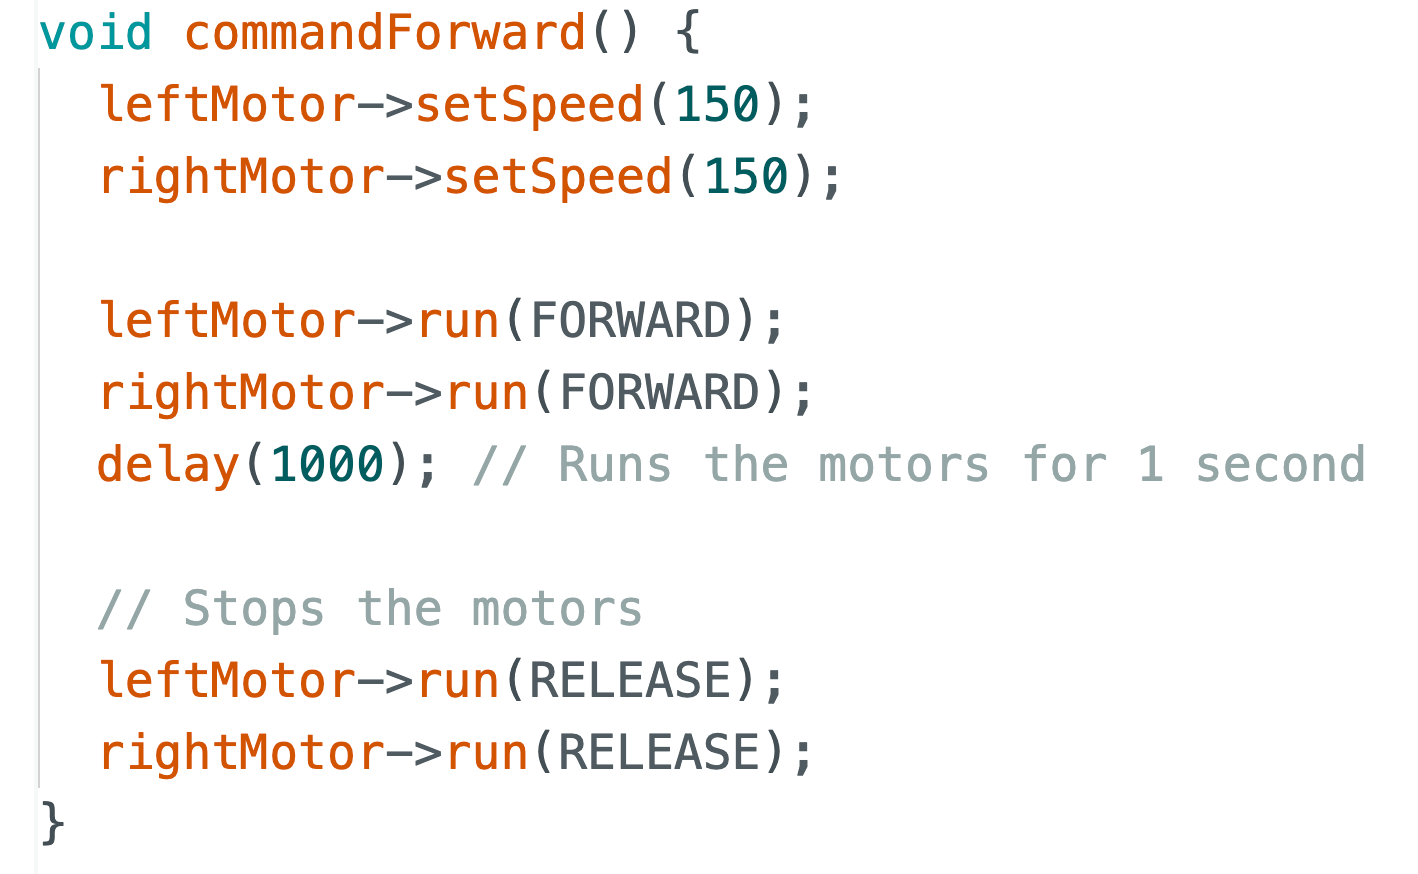 void commandForward() {
  leftMotor->setSpeed(150);
  rightMotor->setSpeed(150);

  leftMotor->run(FORWARD);
  rightMotor->run(FORWARD);
  delay(1000); // Runs the motors for 1 second

  // Stops the motors
  leftMotor->run(RELEASE);
  rightMotor->run(RELEASE);
}